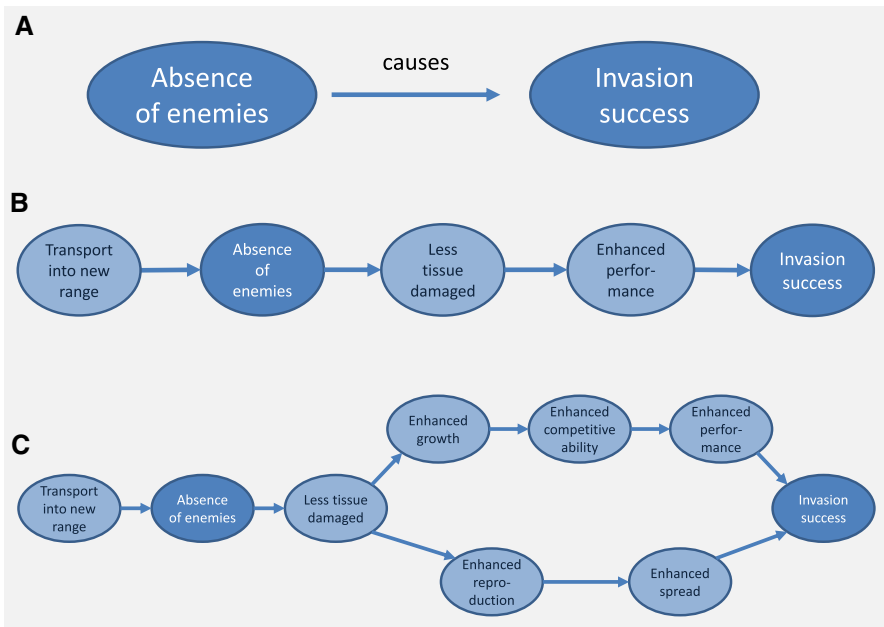 A
Absence
of enemies
causes
Invasion
success
B
Transport
into new
range
Absence
of
enemies
Less
tissue
damaged
Enhanced
perfor-
mance
Invasion
success
C
Transport
into new
range
Absence
of enemies
Less tissue
damaged
Enhanced
growth
Enhanced
competitive
ability
Enhanced
perfor-
mance
Enhanced
repro-
duction
Enhanced
spread
Invasion
success